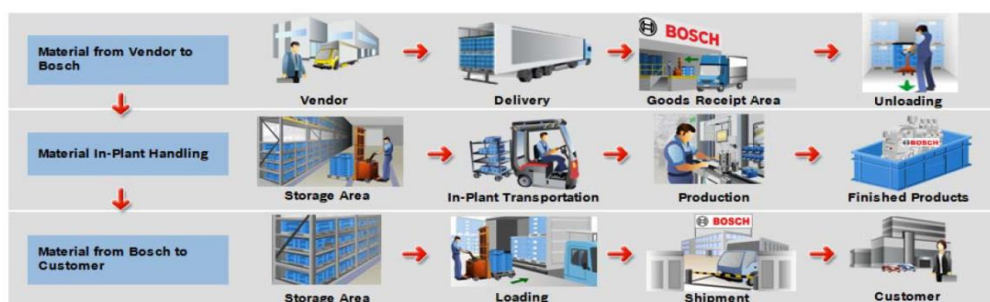 Material from Vendor to
Bosch
BOSCH
Vendor
Delivery
Goods Receipt Area
Unloading
Material In-Plant Handling
BOSCH
Storage Area
In-Plant Transportation
Production
Finished Products
Material from Bosch to
Customer
BOSCH
Storage Area
Loading
Shipment
Customer